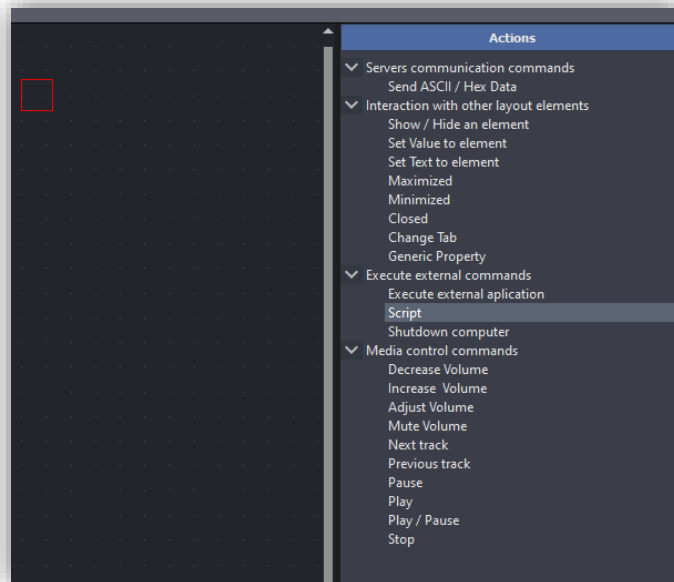 Actions
Servers communication commands
Send ASCII / Hex Data
Interaction with other layout elements
Show / Hide an element
Set Value to element
Set Text to element
Maximized
Minimized
Closed
Change Tab
Generic Property
Execute external commands
Execute external aplication
Script
Shutdown computer
Media control commands
Decrease Volume
Increase Volume
Adjust Volume
Mute Volume
Next track
Previous track
Pause
Play
Play / Pause
Stop